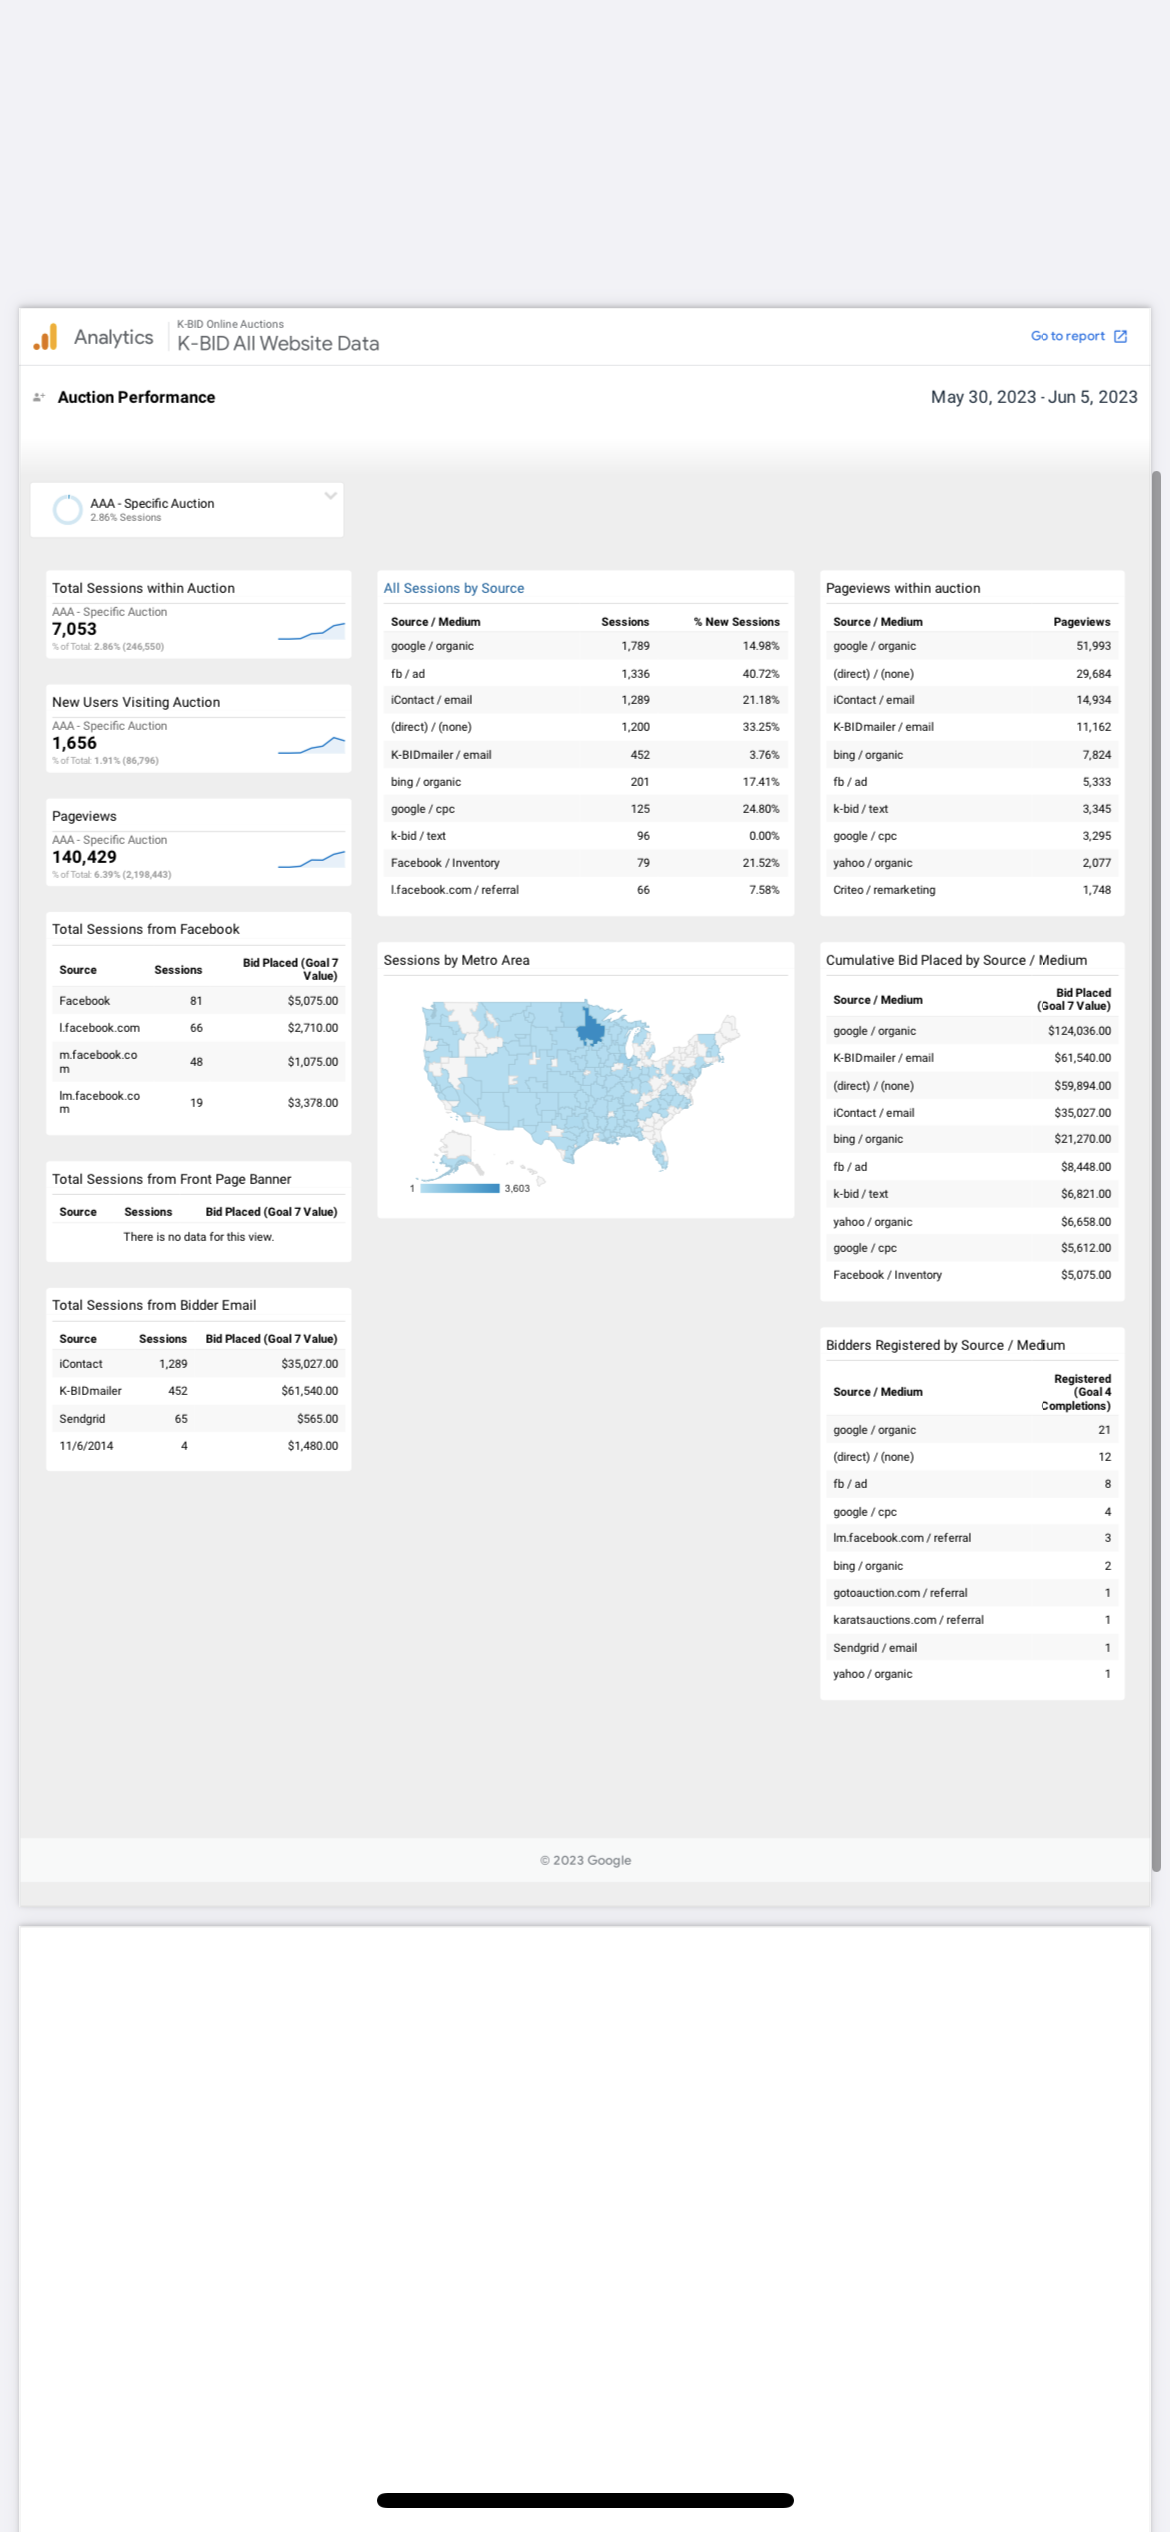 Analytics
K-BID Online Auctions
K-BID All Website Data
Go to report
Auction Performance
May 30, 2023 - Jun 5, 2023
AAA - Specific Auction
2.86% Sessions
Total Sessions within Auction
AAA - Specific Auction
7,053
% of Total: 2.86% (246,550)
New Users Visiting Auction
AAA - Specific Auction
1,656
% of Total: 1.91% (86,796)
Pageviews
AAA - Specific Auction
140,429
% of Total: 6.39% (2,198,443)
Total Sessions from Facebook
Source Sessions Bid Placed (Goal 7
Value)
Facebook 81 $5,075.00
l.facebook.com 66 $2,710.00
m.facebook.co
m 48 $1,075.00
lm.facebook.co
m 19 $3,378.00
Total Sessions from Front Page Banner
Source Sessions Bid Placed (Goal 7 Value)
There is no data for this view.
Total Sessions from Bidder Email
Source Sessions Bid Placed (Goal 7 Value)
iContact 1,289 $35,027.00
K-BIDmailer 452 $61,540.00
Sendgrid 65 $565.00
11/6/2014 4 $1,480.00
All Sessions by Source
Source / Medium Sessions % New Sessions
google / organic 1,789 14.98%
fb / ad 1,336 40.72%
iContact / email 1,289 21.18%
(direct) / (none) 1,200 33.25%
K-BIDmailer / email 452 3.76%
bing / organic 201 17.41%
google / cpc 125 24.80%
k-bid / text 96 0.00%
Facebook / Inventory 79 21.52%
l.facebook.com / referral 66 7.58%
Sessions by Metro Area
1 3,603
Pageviews within auction
Source / Medium Pageviews
google / organic 51,993
(direct) / (none) 29,684
iContact / email 14,934
K-BIDmailer / email 11,162
bing / organic 7,824
fb / ad 5,333
k-bid / text 3,345
google / cpc 3,295
yahoo / organic 2,077
Criteo / remarketing 1,748
Cumulative Bid Placed by Source / Medium
Source / Medium Bid Placed
(Goal 7 Value)
google / organic $124,036.00
K-BIDmailer / email $61,540.00
(direct) / (none) $59,894.00
iContact / email $35,027.00
bing / organic $21,270.00
fb / ad $8,448.00
k-bid / text $6,821.00
yahoo / organic $6,658.00
google / cpc $5,612.00
Facebook / Inventory $5,075.00
Bidders Registered by Source / Medium
Source / Medium Registered
(Goal 4
Completions)
google / organic 21
(direct) / (none) 12
fb / ad 8
google / cpc 4
lm.facebook.com / referral 3
bing / organic 2
gotoauction.com / referral 1
karatsauctions.com / referral 1
Sendgrid / email 1
yahoo / organic 1
© 2023 Google